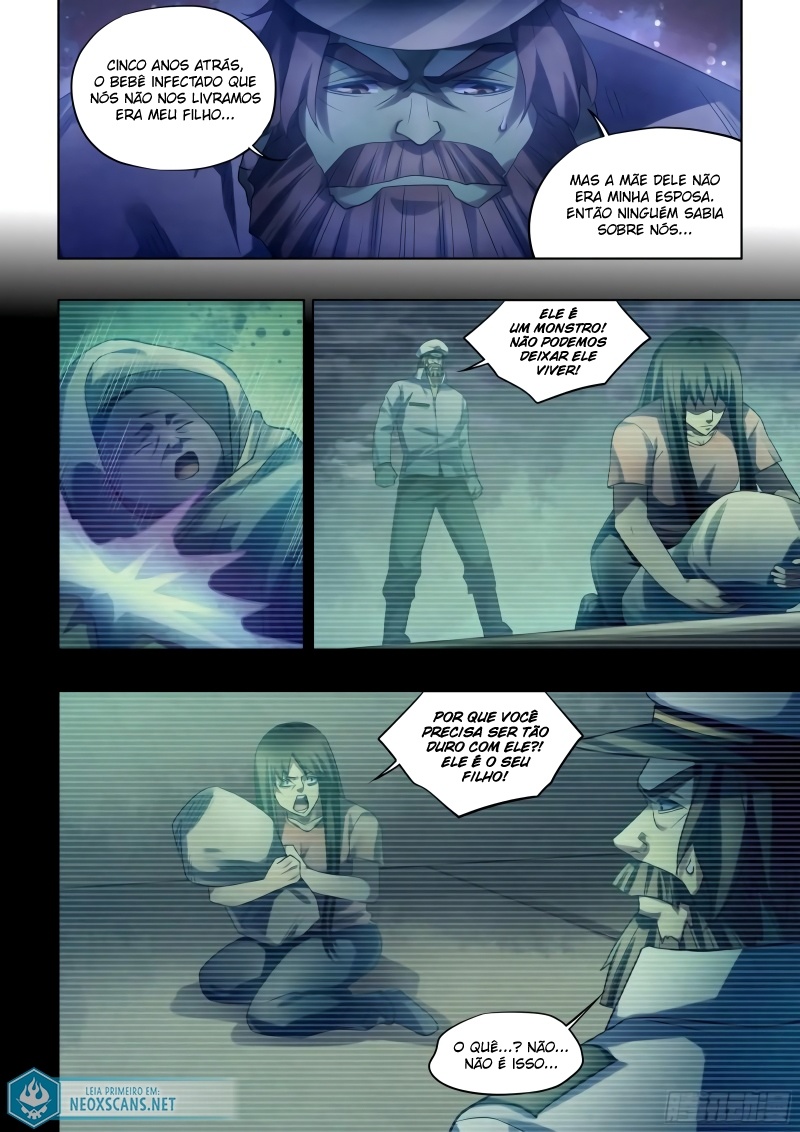 CINCO ANOS ATRÁS,
O BEBÊ INFECTADO QUE
NÓS NÃO NOS LIVRAMOS
ERA MEU FILHO...
MAS A MÃE DELE NÃO
ERA MINHA ESPOSA.
ENTÃO NINGUÉM SABIA
SOBRE NÓS...
ELE É
UM MONSTRO!
NÃO PODEMOS
DEIXAR ELE
VIVER!
POR QUE VOCÊ
PRECISA SER TÃO
DURO COM ELE?!
ELE É O SEU
FILHO!
O QUÊ...? NÃO...
NÃO É ISSO...
LEIA PRIMEIRO EM:
NEOXSCANS.NET